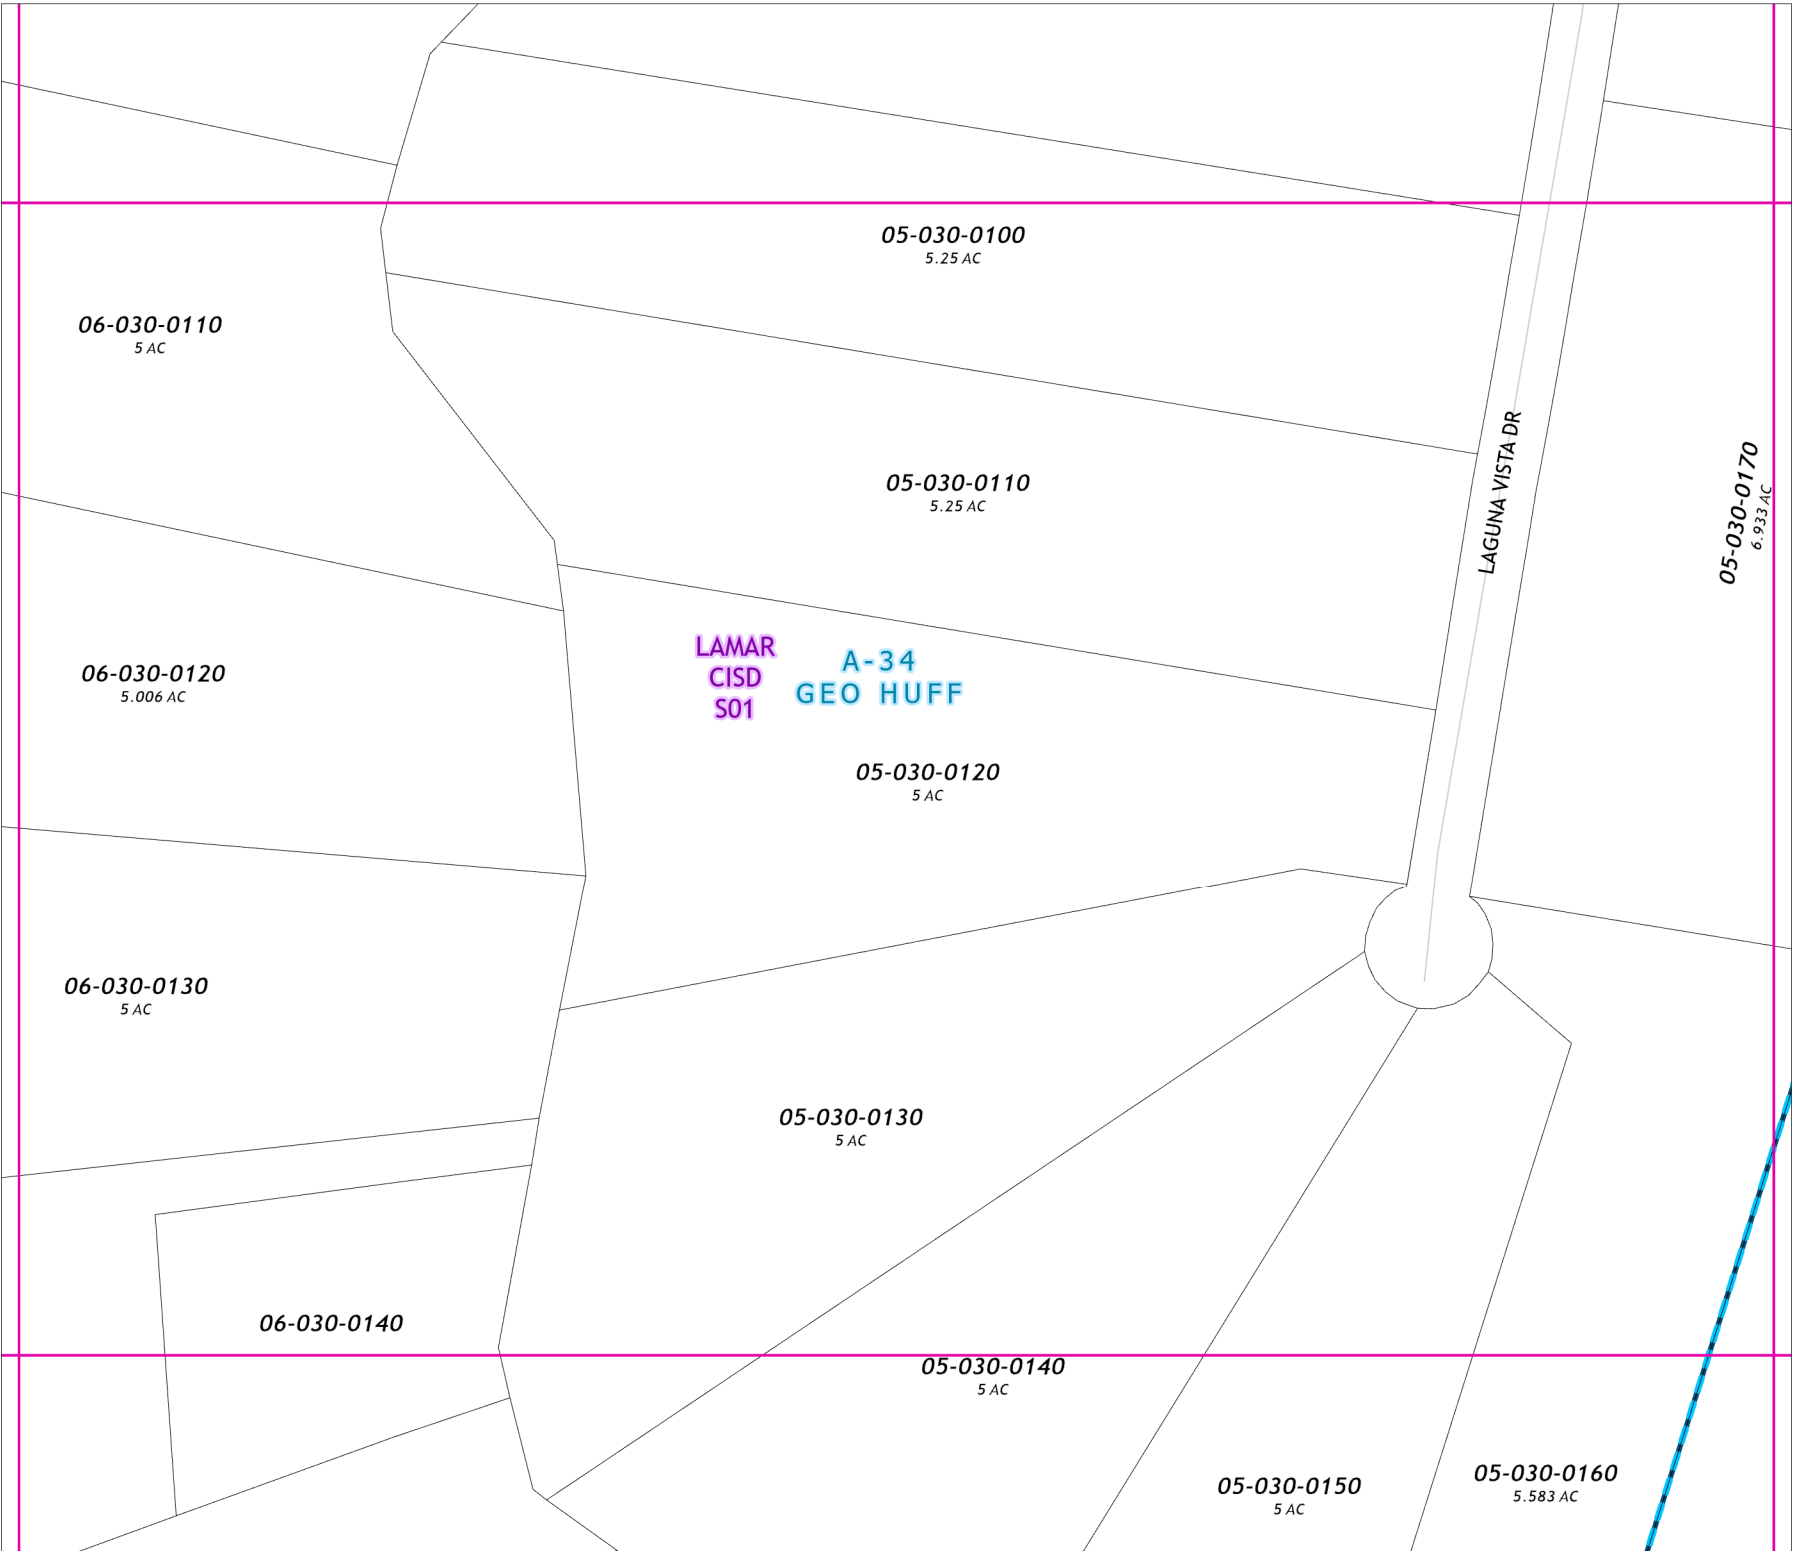 05-030-0100
5.25 AC
06-030-0110
5 AC
05-030-0110
5.25 AC
LAGUNA VISTA DR
05-030-0170
6.933 AC
06-030-0120
5.006 AC
LAMAR
CISD
S01
A-34
GEO HUFF
05-030-0120
5 AC
06-030-0130
5 AC
05-030-0130
5 AC
06-030-0140
05-030-0140
5 AC
05-030-0150
5 AC
05-030-0160
5.583 AC